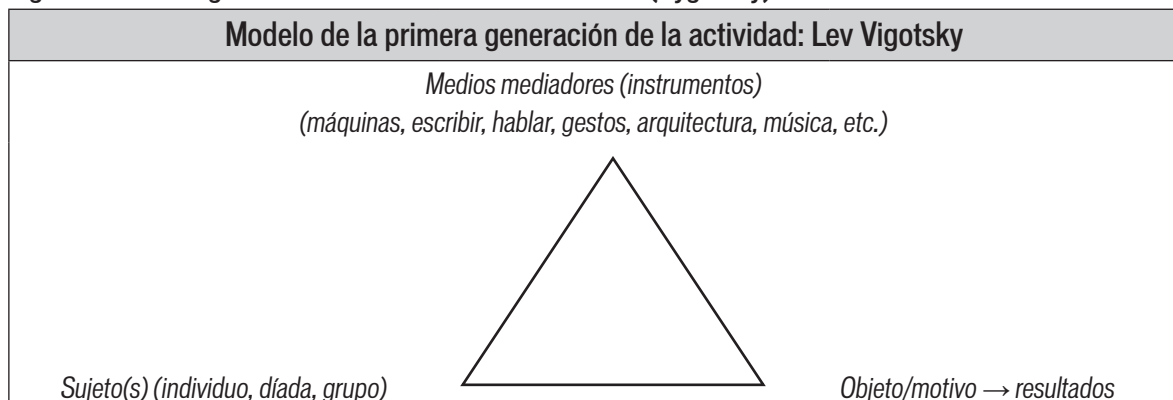 Modelo de la primera generación de la actividad: Lev Vigotsky
Medios mediadores (instrumentos)
(máquinas, escribir, hablar, gestos, arquitectura, música, etc.)
Sujeto(s) (individuo, díada, grupo)
Objeto/motivo → resultados